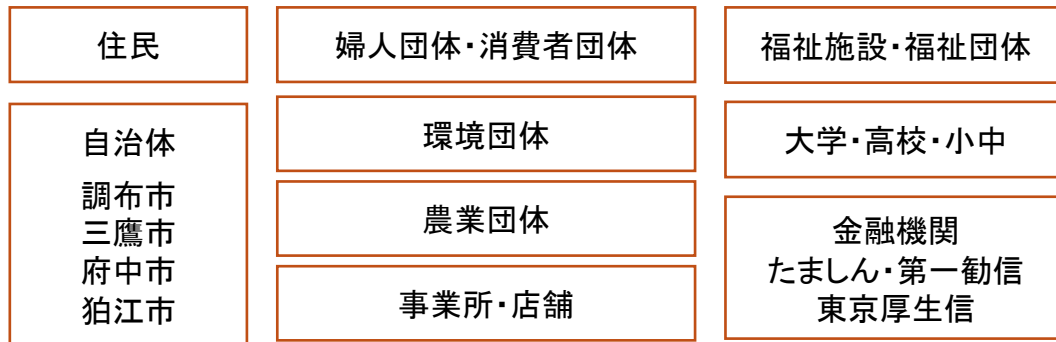 住民
婦人団体・消費者団体
福祉施設・福祉団体
自治体
調布市
三鷹市
府中市
狛江市
環境団体
農業団体
事業所・店舗
大学・高校・小中
金融機関
たましん・第一勧信
東京厚生信